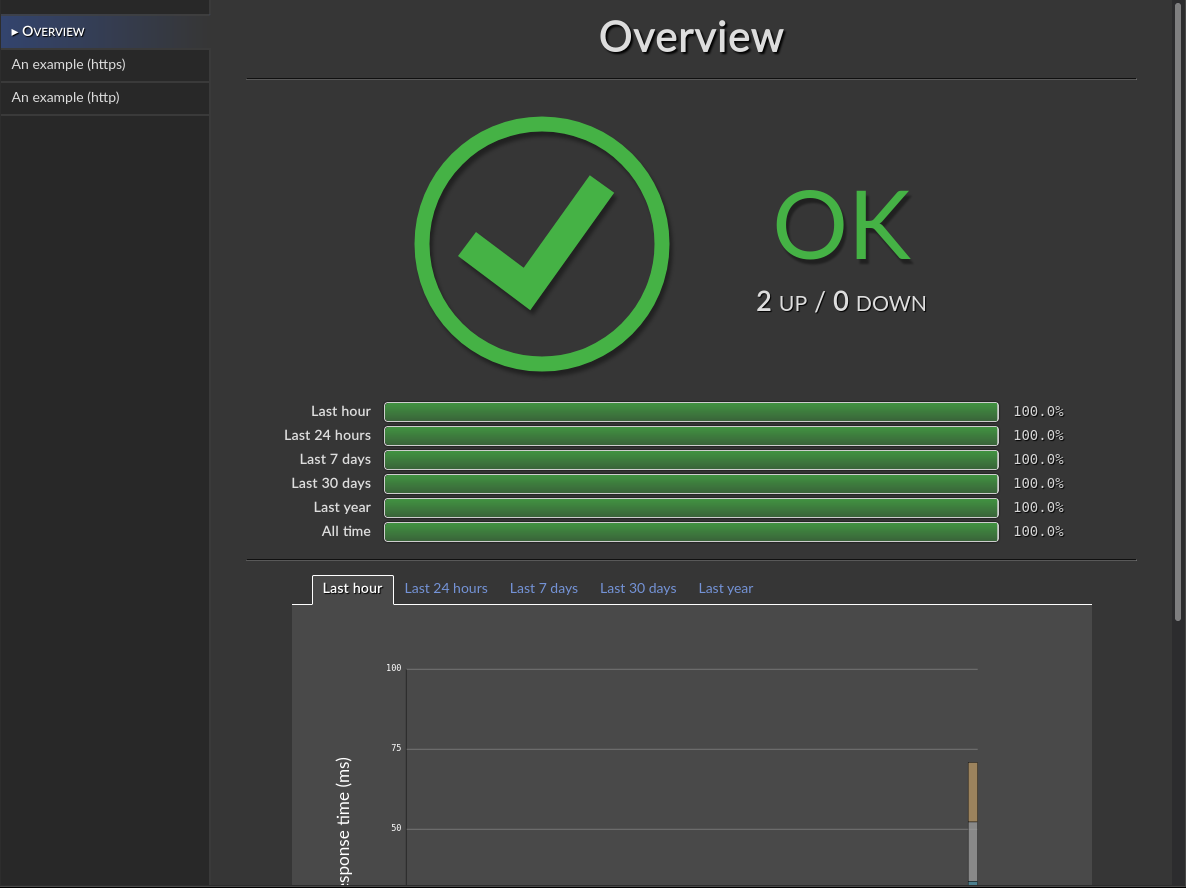 ▸ OVERVIEW
An example (https)
An example (http)
Overview
OK
2 UP / 0 DOWN
Last hour 100.0%
Last 24 hours 100.0%
Last 7 days 100.0%
Last 30 days 100.0%
Last year 100.0%
All time 100.0%
Last hour Last 24 hours Last 7 days Last 30 days Last year
100
75
50
sponse time (ms)